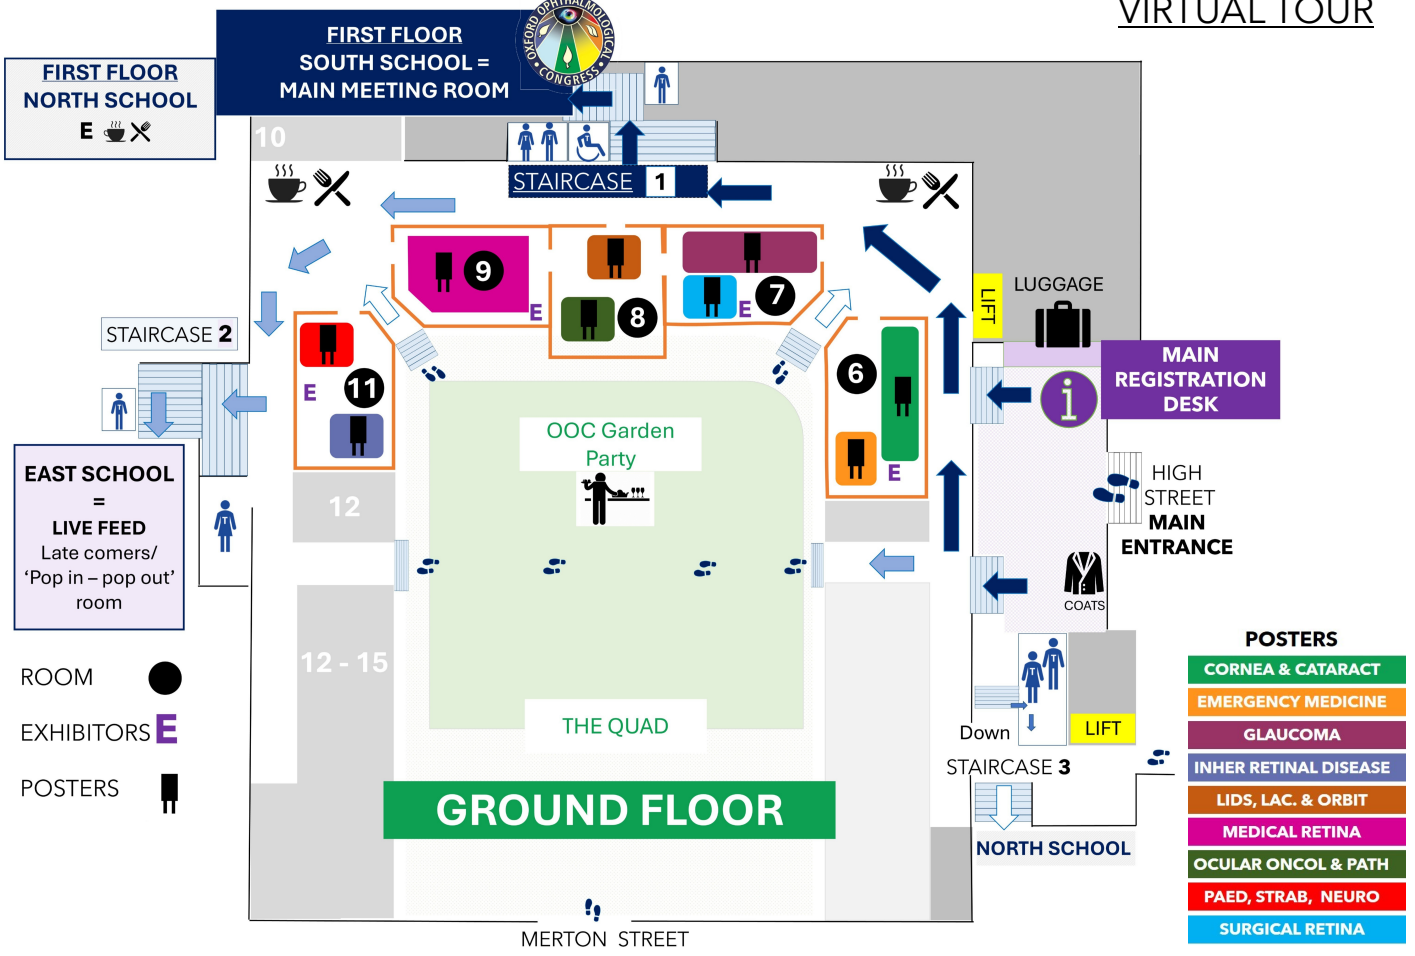 VIRTUAL TOUR
FIRST FLOOR
SOUTH SCHOOL =
MAIN MEETING ROOM
OXFORD OPHTHALMOLOGICAL
• CONGRESS •
FIRST FLOOR
NORTH SCHOOL
E
10
STAIRCASE 1
9
E
8
7
E
LIFT
LUGGAGE
STAIRCASE 2
11
E
6
E
i
MAIN
REGISTRATION
DESK
OOC Garden
Party
EAST SCHOOL
=
LIVE FEED
Late comers/
‘Pop in – pop out’
room
12
HIGH
STREET
MAIN
ENTRANCE
COATS
12 - 15
ROOM
EXHIBITORS E
POSTERS
THE QUAD
Down
LIFT
STAIRCASE 3
NORTH SCHOOL
GROUND FLOOR
MERTON STREET
POSTERS
CORNEA & CATARACT
EMERGENCY MEDICINE
GLAUCOMA
INHER RETINAL DISEASE
LIDS, LAC. & ORBIT
MEDICAL RETINA
OCULAR ONCOL & PATH
PAED, STRAB, NEURO
SURGICAL RETINA